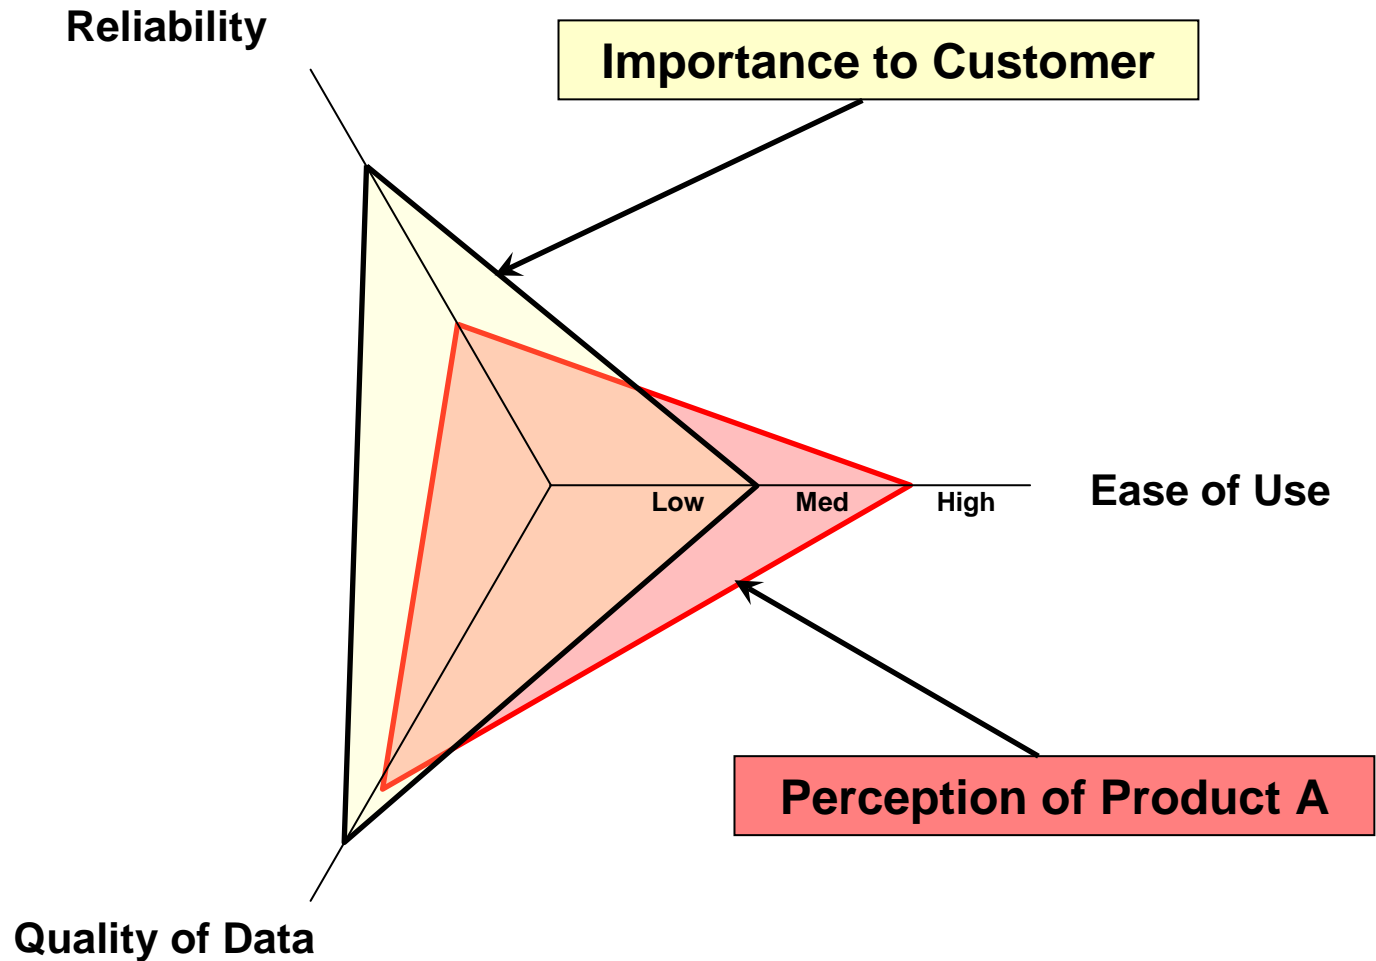 Reliability
Importance to Customer
Low Med High
Ease of Use
Perception of Product A
Quality of Data